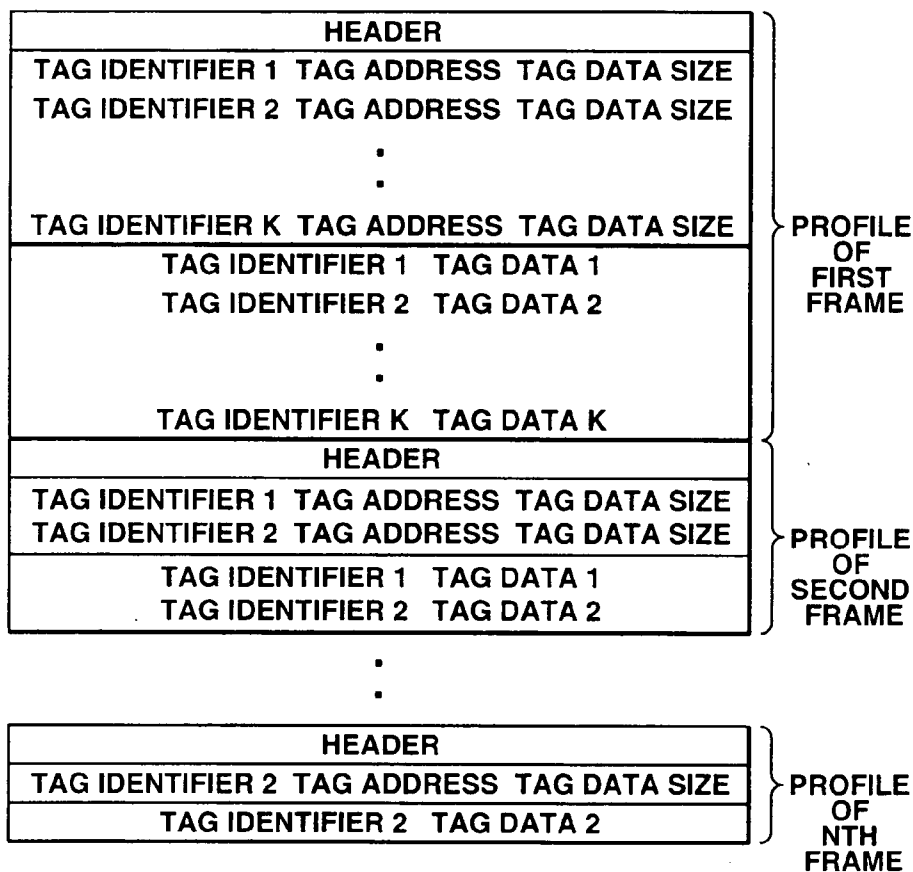 HEADER
TAG IDENTIFIER 1 TAG ADDRESS TAG DATA SIZE
TAG IDENTIFIER 2 TAG ADDRESS TAG DATA SIZE
TAG IDENTIFIER K TAG ADDRESS TAG DATA SIZE
TAG IDENTIFIER 1 TAG DATA 1
TAG IDENTIFIER 2 TAG DATA 2
TAG IDENTIFIER K TAG DATA K
PROFILE
OF
FIRST
FRAME
HEADER
TAG IDENTIFIER 1 TAG ADDRESS TAG DATA SIZE
TAG IDENTIFIER 2 TAG ADDRESS TAG DATA SIZE
TAG IDENTIFIER 1 TAG DATA 1
TAG IDENTIFIER 2 TAG DATA 2
PROFILE
OF
SECOND
FRAME
HEADER
TAG IDENTIFIER 2 TAG ADDRESS TAG DATA SIZE
TAG IDENTIFIER 2 TAG DATA 2
PROFILE
OF
NTH
FRAME